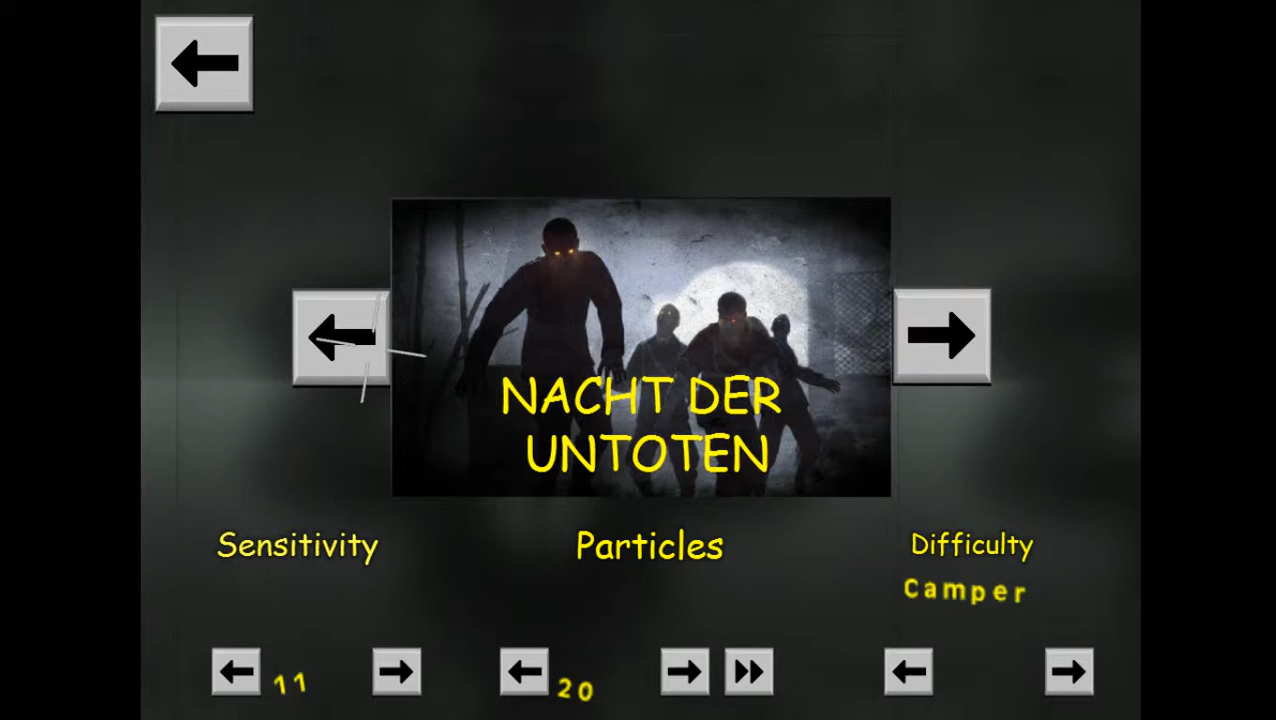 NACHT DER
UNTOTEN
Sensitivity
Particles
Difficulty
Camper
11
20